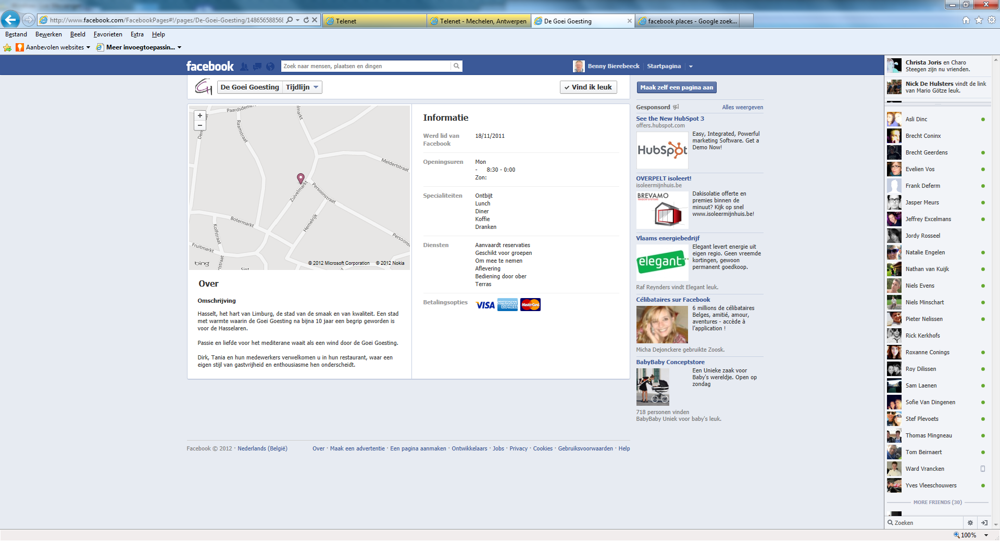 http://www.facebook.com/FacebookPages#!/pages/De-Goei-Goesting/148656588568
Telenet
Telenet - Mechelen, Antwerpen
De Goei Goesting
facebook places - Google zoek...
Bestand Bewerken Beeld Favorieten Extra Help
Aanbevolen websites
Meer invoegtoepassin...
facebook
Zoek naar mensen, plaatsen en dingen
Benny Bierebeeck
Startpagina
De Goei Goesting
Tijdlijn
Vind ik leuk
+
-
Paardsdemer
Raamstraat
Meldertstraat
Zuivelmarkt
Persoonstraat
Hemelrijk
Botermarkt
Kolfstraat
Fruitmarkt
Persoons
Sint
bing
© 2012 Microsoft Corporation © 2012 Nokia
Over
Omschrijving
Hasselt, het hart van Limburg, de stad van de smaak en van kwaliteit. Een stad
met warmte waarin de Goei Goesting na bijna 10 jaar een begrip geworden is
voor de Hasselaren.
Passie en liefde voor het mediterane waait als een wind door de Goei Goesting.
Dirk, Tania en hun medewerkers verwelkomen u in hun restaurant, waar een
eigen stijl van gastvrijheid en enthousiasme hen onderscheidt.
Informatie
Werd lid van
Facebook
18/11/2011
Openingsuren
Mon
- 8:30 - 0:00
Zon:
Specialiteiten
Ontbijt
Lunch
Diner
Koffie
Dranken
Diensten
Aanvaardt reservaties
Geschikt voor groepen
Om mee te nemen
Aflevering
Bediening door ober
Terras
Betalingsopties
VISA
AMERICAN
EXPRESS
MasterCard
Maak zelf een pagina aan
Gesponsord
Alles weergeven
See the New HubSpot 3
offers.hubspot.com
HubSpot
Easy, Integrated, Powerful
marketing Software. Get a
Demo Now!
OVERPELT isoleert!
isoleermijnhuis.be
BREVAMO
Dakisolatie offerte en
premies binnen de
minuut? Kijk op snel
www.isoleermijnhuis.be!
Vlaams energiebedrijf
elegant
Elegant levert energie uit
eigen regio. Geen vreemde
kortingen, gewoon
permanent goedkoop.
Raf Reynders vindt Elegant leuk.
Célibataires sur Facebook
6 millions de célibataires
Belges, amitié, amour,
aventures - accède à
l'application !
Micha Dejonckere gebruikte Zoosk.
BabyBaby Conceptstore
Een Unieke zaak voor
Baby's wereldje. Open op
zondag
718 personen vinden
BabyBaby Uniek voor baby's leuk.
Facebook © 2012 · Nederlands (België)
Over · Maak een advertentie · Een pagina aanmaken · Ontwikkelaars · Jobs · Privacy · Cookies · Gebruiksvoorwaarden · Help
Christa Joris en Charo
Steegen zijn nu vrienden.
Nick De Hulsters vindt de link
van Mario Götze leuk.
Asli Dinc
Brecht Coninx
Brecht Geerdens
Evelien Vos
Frank Deferm
Jasper Meurs
Jeffrey Excelmans
Jordy Rosseel
Natalie Engelen
Nathan van Kuijk
Niels Evens
Niels Minschart
Pieter Nelissen
Rick Kerkhofs
Roxanne Conings
Roy Dilissen
Sam Laenen
Sofie Van Dingenen
Stef Plevoets
Thomas Mingneau
Tom Beirnaert
Ward Vrancken
Yves Vleeschouwers
MORE FRIENDS (30)
Zoeken
100%